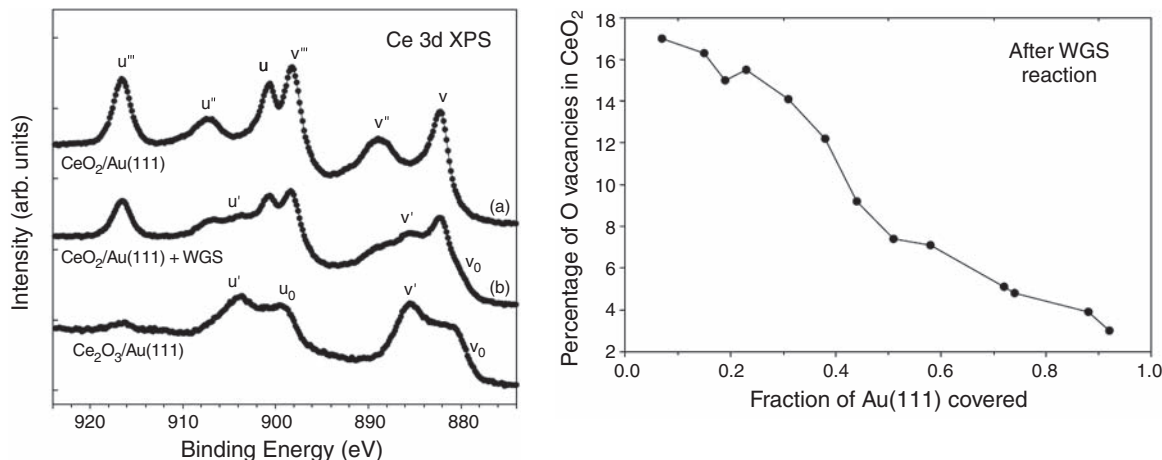 Ce 3d XPS
u'''
u''
u
v'''
v''
v
CeO₂/Au(111)
(a)
u'
v'
v₀
CeO₂/Au(111) + WGS
(b)
u'
u₀
v'
v₀
Ce₂O₃/Au(111)
Intensity (arb. units)
920 910 900 890 880
Binding Energy (eV)
After WGS
reaction
Percentage of O vacancies in CeO₂
18
16
14
12
10
8
6
4
2
0.0 0.2 0.4 0.6 0.8 1.0
Fraction of Au(111) covered